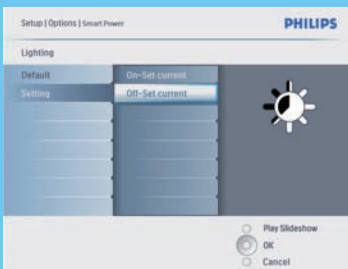 Setup | Options | Smart Power
PHILIPS
Lighting
Default
On-Set current
Setting
Off-Set current
Play Slideshow
OK
Cancel